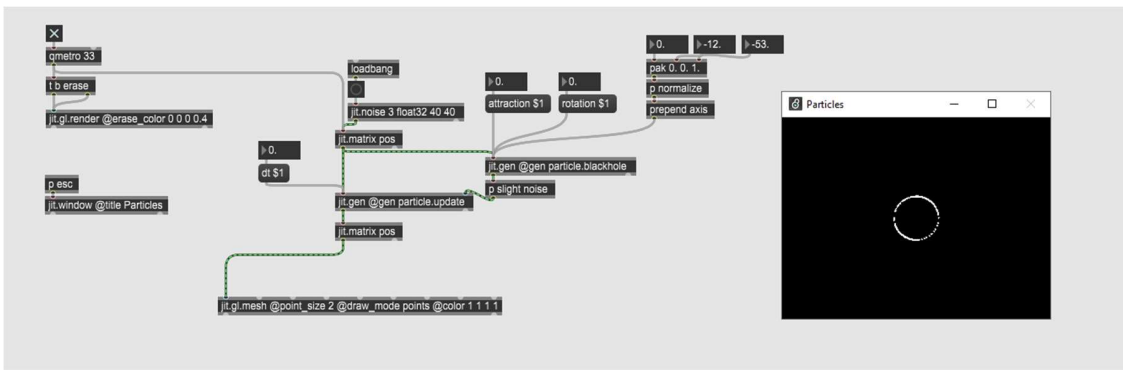 qmetro 33
t b erase
jit.gl.render @erase_color 0 0 0 0.4
p esc
jit.window @title Particles
loadbang
jit.noise 3 float32 40 40
jit.matrix pos
0.
dt $1
jit.gen @gen particle.update
jit.matrix pos
jit.gl.mesh @point_size 2 @draw_mode points @color 1 1 1 1
0.
attraction $1
0.
rotation $1
jit.gen @gen particle.blackhole
p slight noise
0. -12. -53.
pak 0. 0. 1.
p normalize
prepend axis
Particles